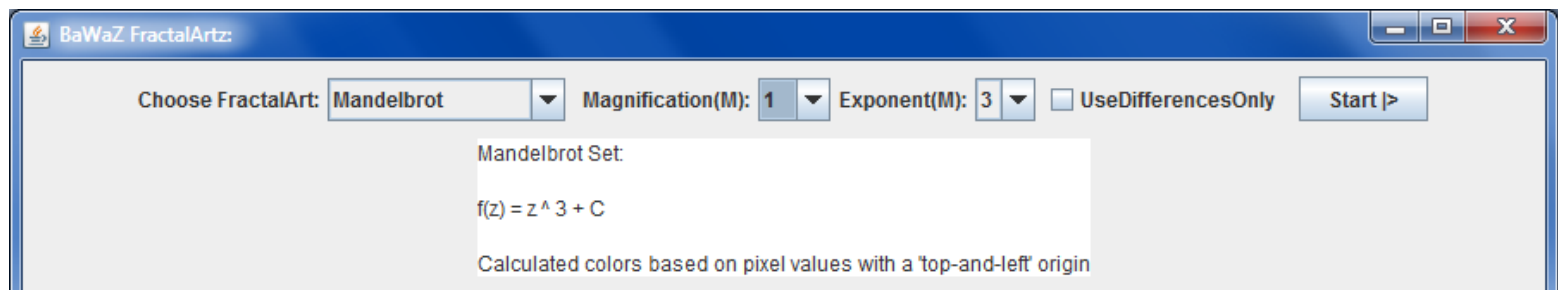 BaWaZ FractalArtz:
Choose FractalArt: Mandelbrot Magnification(M): 1 Exponent(M): 3 UseDifferencesOnly Start |>
Mandelbrot Set:
f(z) = z ^ 3 + C
Calculated colors based on pixel values with a 'top-and-left' origin